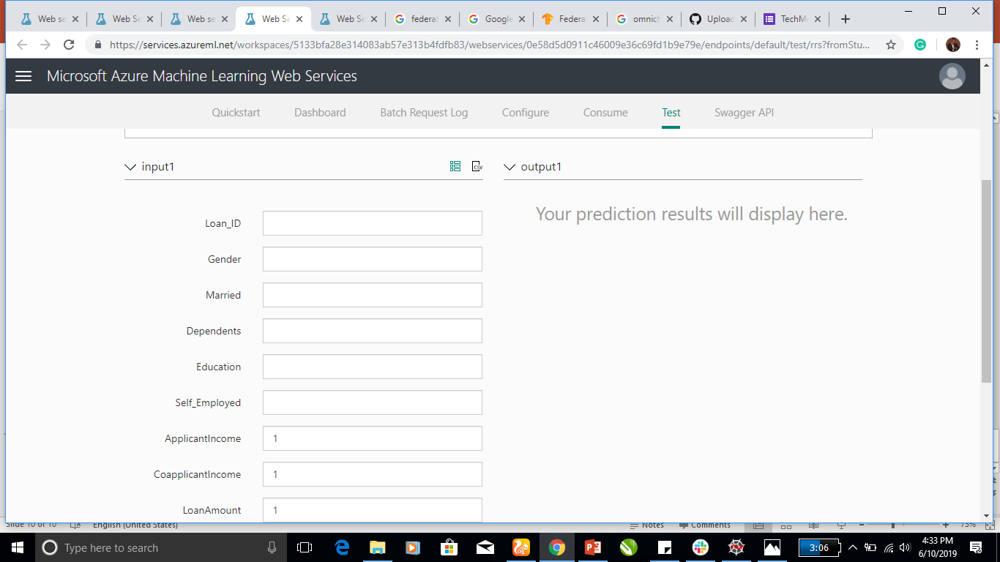 Web se
Web Se
Web se
Web Se
Web Se
federat
Google
Federa
omnich
Upload
TechMo
https://services.azureml.net/workspaces/5133bfa28e314083ab57e313b4fdfb83/webservices/0e58d5d0911c46009e36c69fd1b9e79e/endpoints/default/test/rrs?fromStu...
Microsoft Azure Machine Learning Web Services
Quickstart Dashboard Batch Request Log Configure Consume Test Swagger API
input1
CSV
output1
Your prediction results will display here.
Loan_ID
Gender
Married
Dependents
Education
Self_Employed
ApplicantIncome 1
CoapplicantIncome 1
LoanAmount 1
Slide 10 of 10 English (United States) Notes Comments 75%
Type here to search
3:06
4:33 PM
6/10/2019